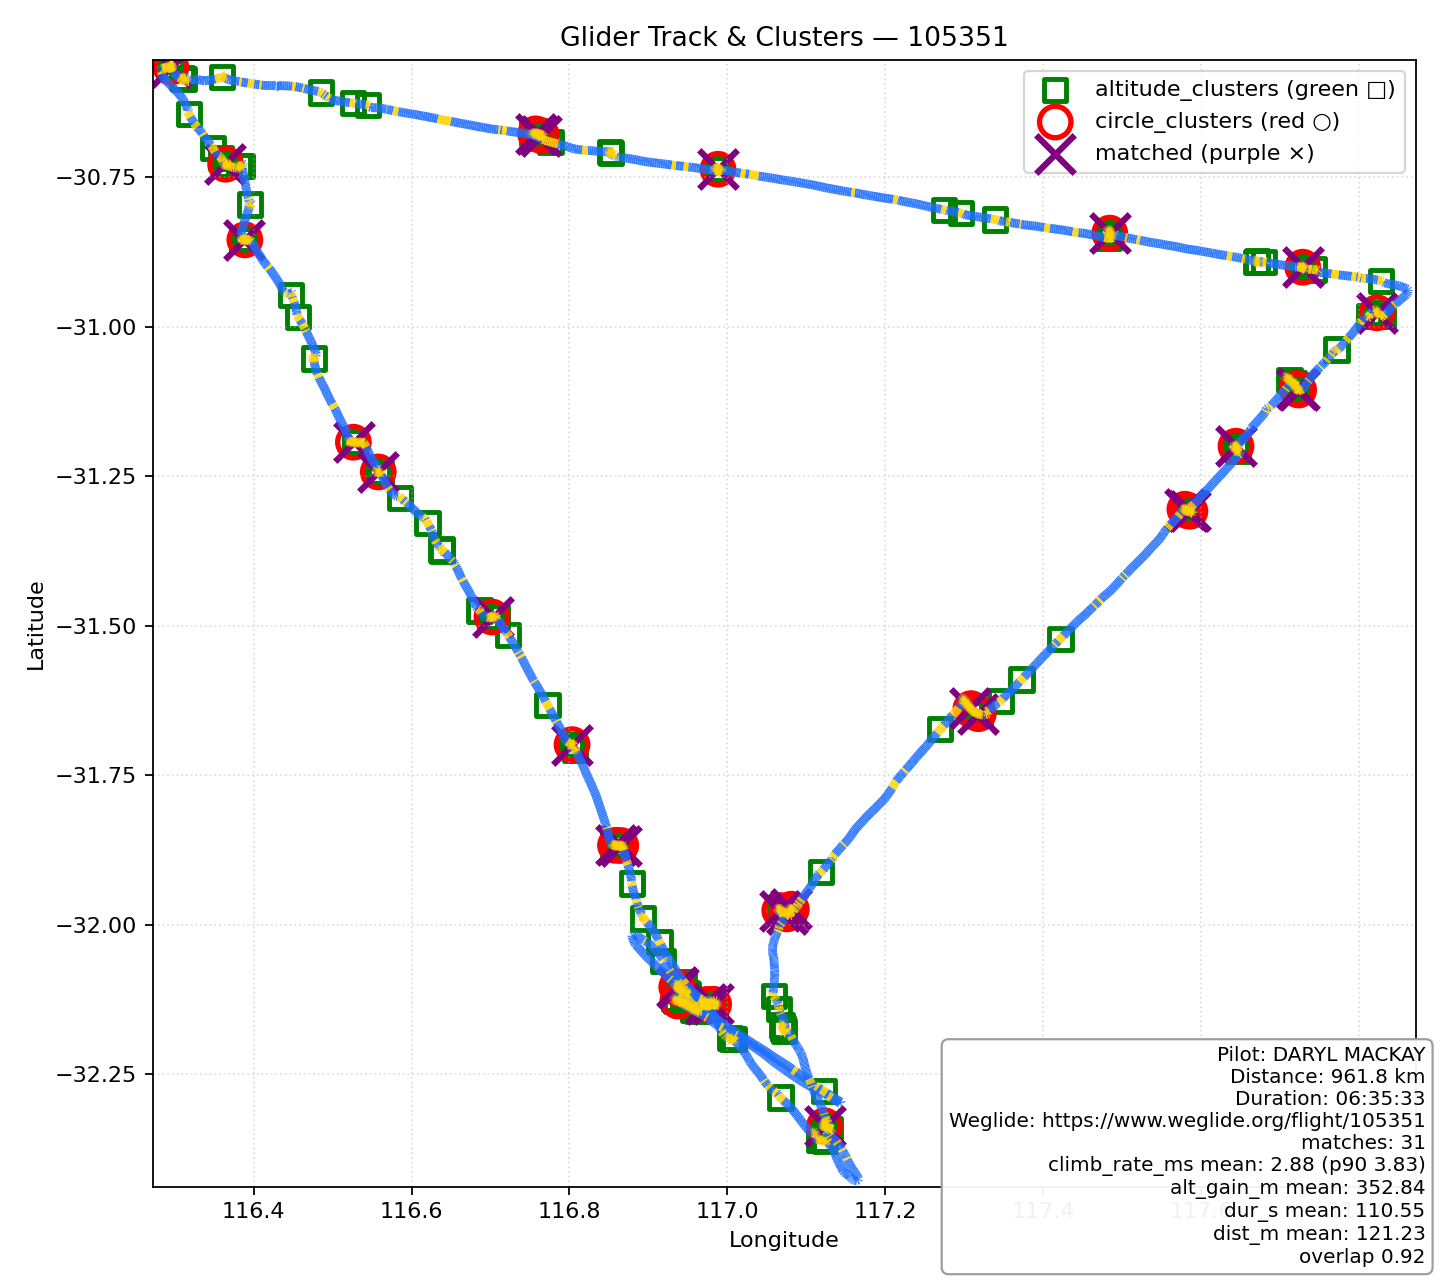 Glider Track & Clusters — 105351
altitude_clusters (green □)
circle_clusters (red ○)
matched (purple ×)
−30.75
−31.00
−31.25
−31.50
−31.75
−32.00
−32.25
Latitude
116.4
116.6
116.8
117.0
117.2
117.4
Longitude
Pilot: DARYL MACKAY
Distance: 961.8 km
Duration: 06:35:33
Weglide: https://www.weglide.org/flight/105351
matches: 31
climb_rate_ms mean: 2.88 (p90 3.83)
alt_gain_m mean: 352.84
dur_s mean: 110.55
dist_m mean: 121.23
overlap 0.92